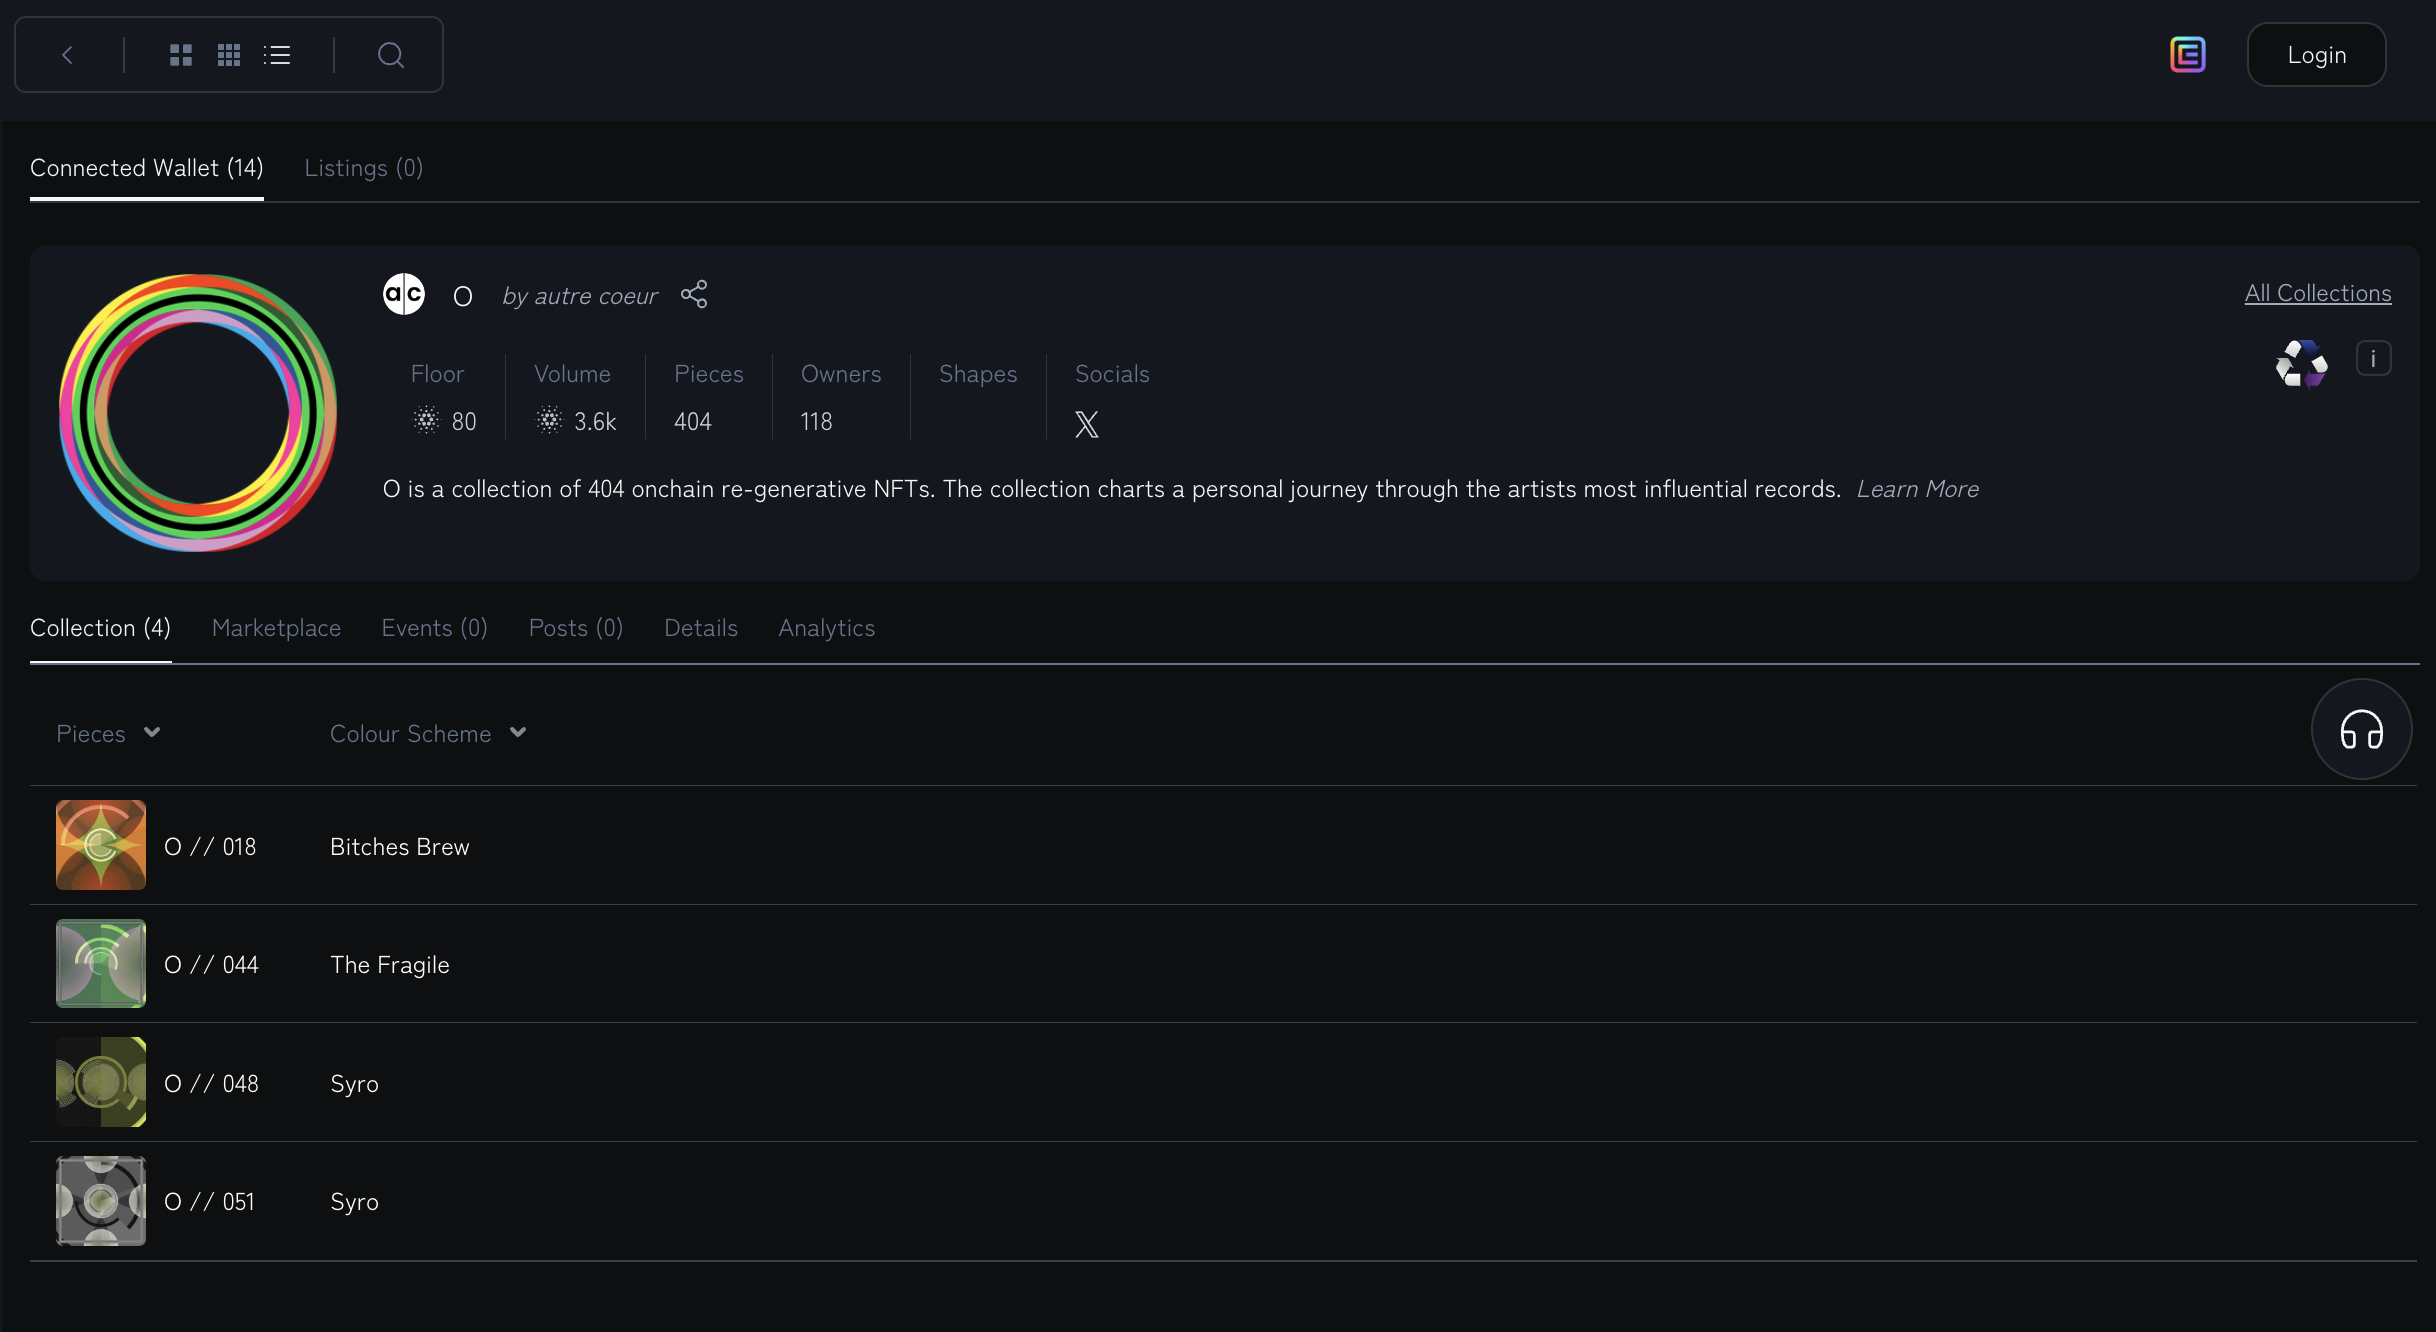 Login
Connected Wallet (14) Listings (0)
a|c O by autre coeur
All Collections
Floor Volume Pieces Owners Shapes Socials
i
80 3.6k 404 118
O is a collection of 404 onchain re-generative NFTs. The collection charts a personal journey through the artists most influential records. Learn More
Collection (4) Marketplace Events (0) Posts (0) Details Analytics
Pieces Colour Scheme
O // 018 Bitches Brew
O // 044 The Fragile
O // 048 Syro
O // 051 Syro